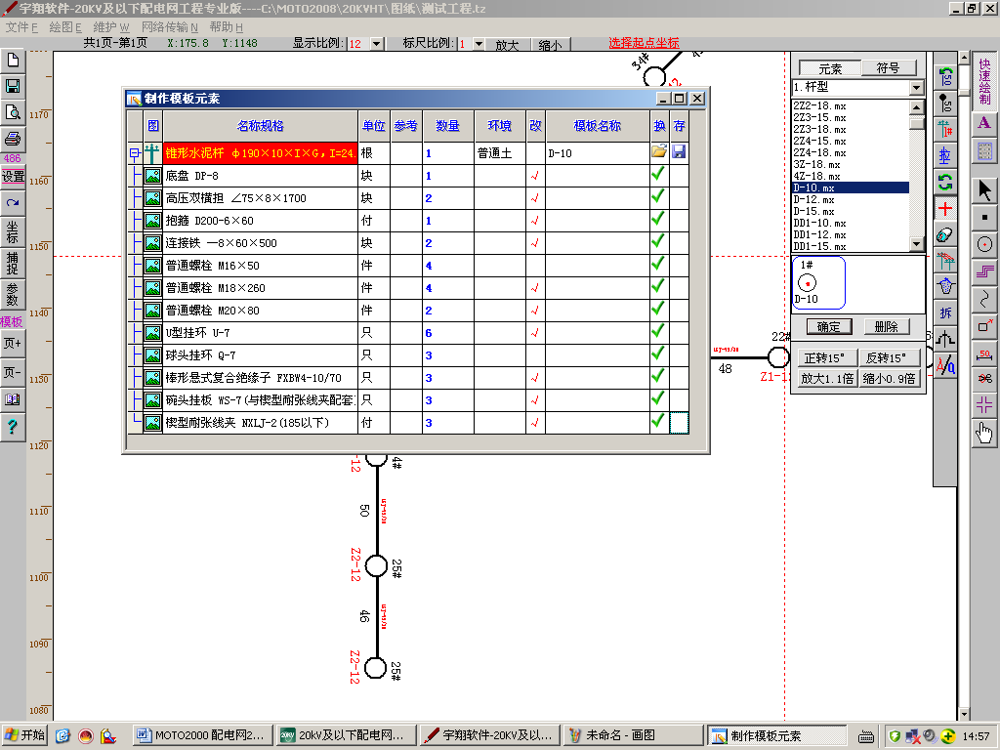 宇翔软件-20KV及以下配电网工程专业版----C:\MOTO2008\20KVHT\图纸\测试工程.tz
文件F 绘图E 维护W 网络传输N 帮助H
共1页-第1页 X:175.8 Y:1148 显示比例: 12 标尺比例: 1 放大 缩小 选择起点坐标
486
设置
坐标
捕捉
参数
模板
页+
页-
1170
1160
1150
1140
1130
1120
1110
1100
1090
1080
34#
制作模板元素
图 名称规格 单位 参考 数量 环境 改 模板名称 换 存
锥形水泥杆 φ190×10×I×G,I=24. 根 1 普通土 D-10
底盘 DP-8 块 1 √
高压双横担 ∠75×8×1700 块 2 √
抱箍 D200-6×60 付 1 √
连接铁 —8×60×500 块 2 √
普通螺栓 M16×50 件 4
普通螺栓 M18×260 件 4 √
普通螺栓 M20×80 件 2 √
U型挂环 U-7 只 6 √
球头挂环 Q-7 只 3
棒形悬式复合绝缘子 FXBW4-10/70 只 3 √
碗头挂板 WS-7(与楔型耐张线夹配套 只 3 √
楔型耐张线夹 NXLJ-2(185以下) 付 3 √
元素 符号
1.杆型
2Z2-18.mx
2Z3-15.mx
2Z3-18.mx
2Z4-15.mx
2Z4-18.mx
3Z-18.mx
4Z-18.mx
D-10.mx
D-12.mx
D-15.mx
DD1-10.mx
DD1-12.mx
DD1-15.mx
1#
D-10
确定 删除
正转15° 反转15°
放大1.1倍 缩小0.9倍
22#
48
50
Z2-12
25#
46
Z2-12
25#
50
50
拆
快速绘制
A
50
开始 MOTO2000 配电网2... 20kV及以下配电网... 宇翔软件-20KV及以... 未命名 - 画图 制作模板元素 14:57